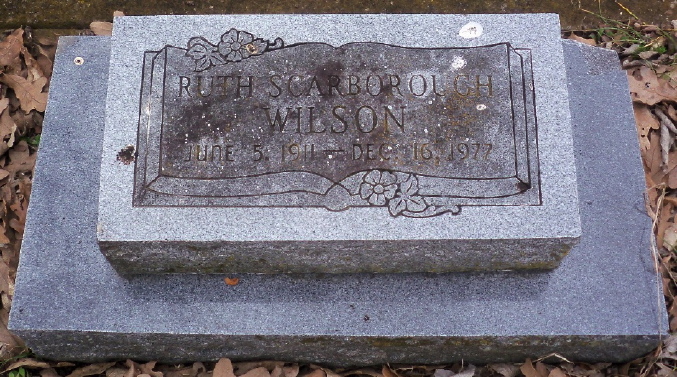 RUTH SCARBOROUGH
WILSON
JUNE 5, 1911 — DEC. 16, 1977